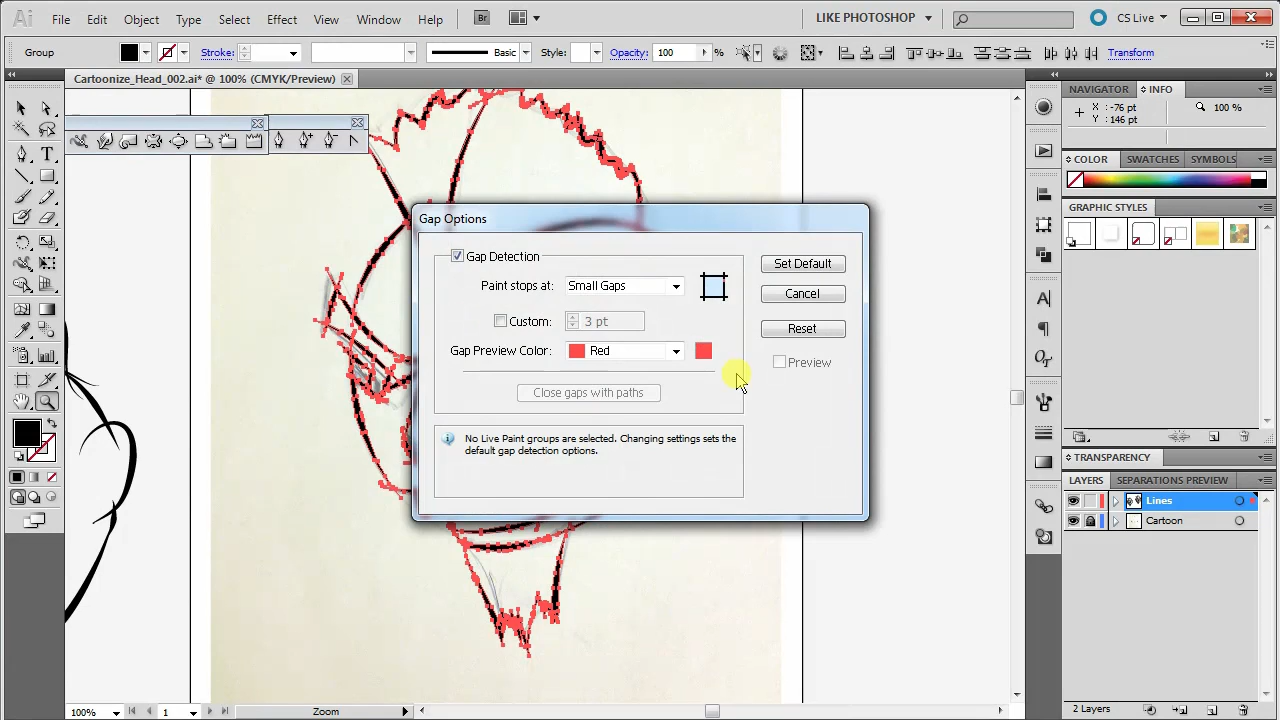 Ai File Edit Object Type Select Effect View Window Help Br LIKE PHOTOSHOP CS Live
Group Stroke: Basic Style: Opacity: 100 % Transform
Cartoonize_Head_002.ai* @ 100% (CMYK/Preview)
NAVIGATOR INFO
X : -76 pt
Y : 146 pt
100 %
COLOR SWATCHES SYMBOLS
GRAPHIC STYLES
Gap Options
Gap Detection
Set Default
Paint stops at: Small Gaps
Cancel
Custom: 3 pt
Reset
Gap Preview Color: Red
Preview
Close gaps with paths
No Live Paint groups are selected. Changing settings sets the
default gap detection options.
TRANSPARENCY
LAYERS SEPARATIONS PREVIEW
Lines
Cartoon
100% 1 Zoom
2 Layers